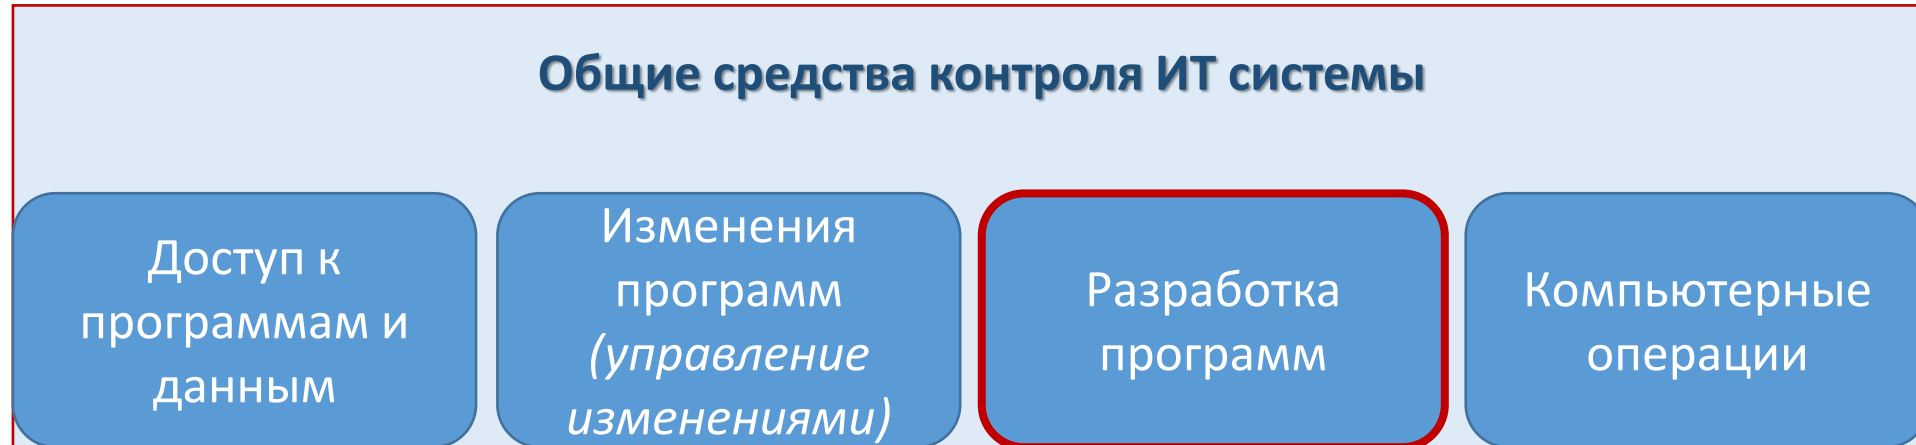 Общие средства контроля ИТ системы
Доступ к
программам и
данным
Изменения
программ
(управление
изменениями)
Разработка
программ
Компьютерные
операции